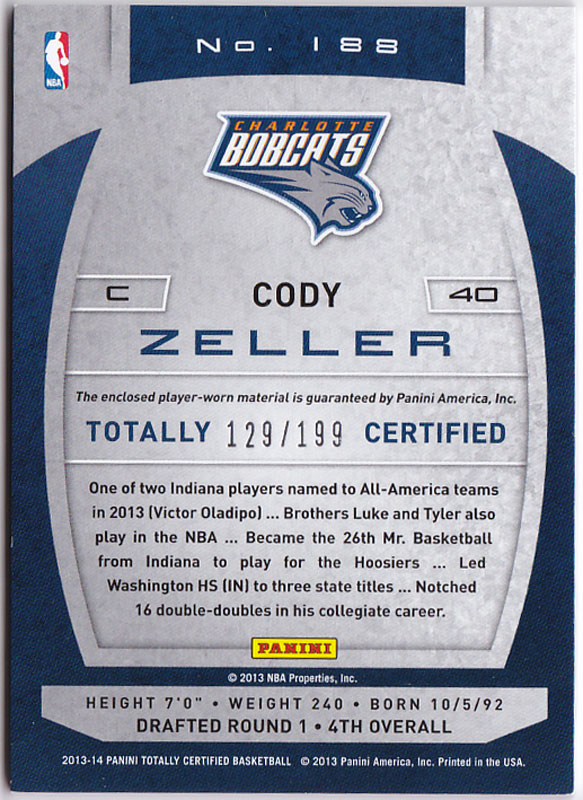 No. 188
NBA
CHARLOTTE
BOBCATS
C
CODY
40
ZELLER
The enclosed player-worn material is guaranteed by Panini America, Inc.
TOTALLY 129/199 CERTIFIED
One of two Indiana players named to All-America teams
in 2013 (Victor Oladipo) ... Brothers Luke and Tyler also
play in the NBA ... Became the 26th Mr. Basketball
from Indiana to play for the Hoosiers ... Led
Washington HS (IN) to three state titles ... Notched
16 double-doubles in his collegiate career.
PANINI
© 2013 NBA Properties, Inc.
HEIGHT 7'0" • WEIGHT 240 • BORN 10/5/92
DRAFTED ROUND 1 • 4TH OVERALL
2013-14 PANINI TOTALLY CERTIFIED BASKETBALL © 2013 Panini America, Inc. Printed in the USA.